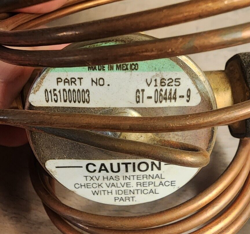 MADE IN MEXICO
PART NO. V1625
0151D00003 GT-06444-9
CAUTION
TXV HAS INTERNAL
CHECK VALVE. REPLACE
WITH IDENTICAL
PART.